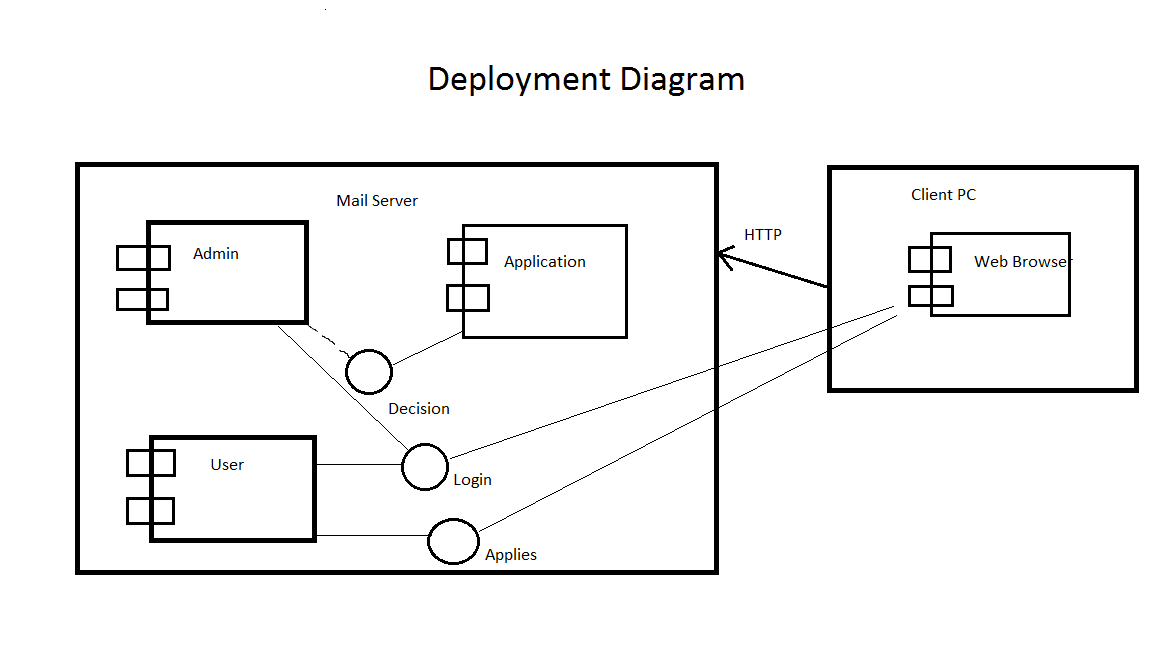 Deployment Diagram
Mail Server
Client PC
HTTP
Admin
Application
Web Browser
Decision
User
Login
Applies